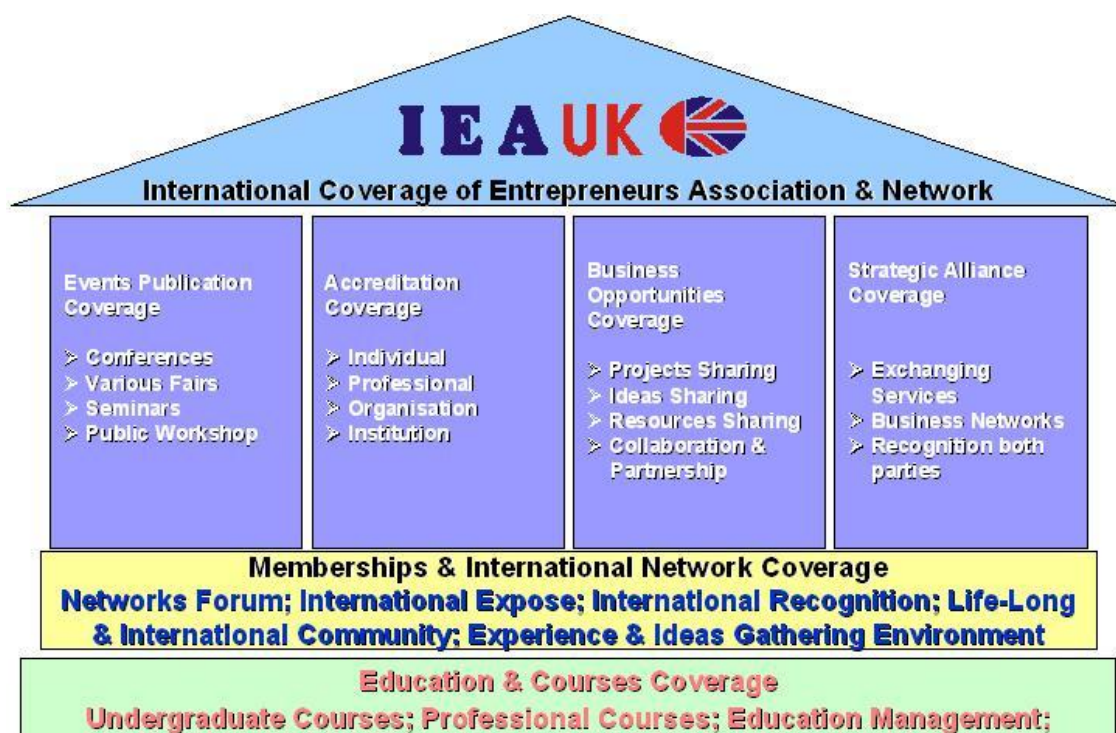 IEAUK
International Coverage of Entrepreneurs Association & Network
Events Publication
Coverage
➢ Conferences
➢ Various Fairs
➢ Seminars
➢ Public Workshop
Accreditation
Coverage
➢ Individual
➢ Professional
➢ Organisation
➢ Institution
Business
Opportunities
Coverage
➢ Projects Sharing
➢ Ideas Sharing
➢ Resources Sharing
➢ Collaboration &
Partnership
Strategic Alliance
Coverage
➢ Exchanging
Services
➢ Business Networks
➢ Recognition both
parties
Memberships & International Network Coverage
Networks Forum; International Expose; International Recognition; Life-Long
& International Community; Experience & Ideas Gathering Environment
Education & Courses Coverage
Undergraduate Courses; Professional Courses; Education Management;